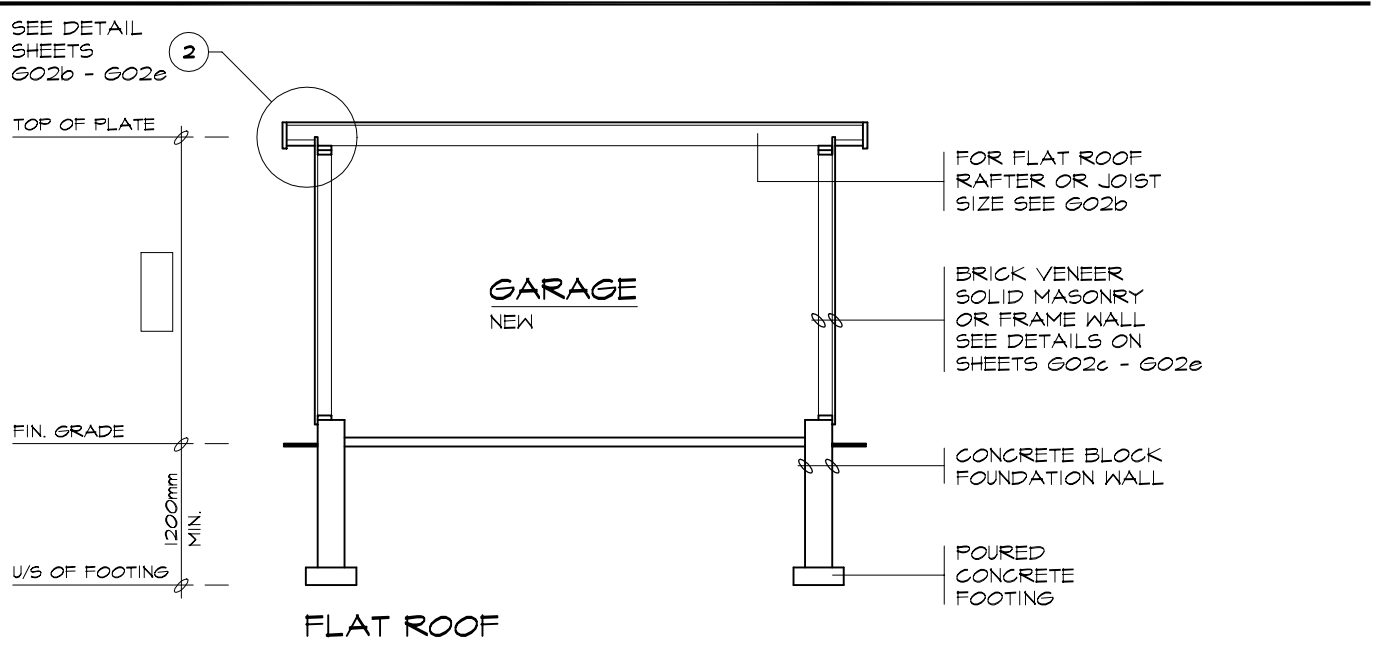 SEE DETAIL
SHEETS
G02b - G02e
2
TOP OF PLATE
FOR FLAT ROOF
RAFTER OR JOIST
SIZE SEE G02b
GARAGE
NEW
BRICK VENEER
SOLID MASONRY
OR FRAME WALL
SEE DETAILS ON
SHEETS G02c - G02e
FIN. GRADE
CONCRETE BLOCK
FOUNDATION WALL
1200mm
MIN.
U/S OF FOOTING
POURED
CONCRETE
FOOTING
FLAT ROOF